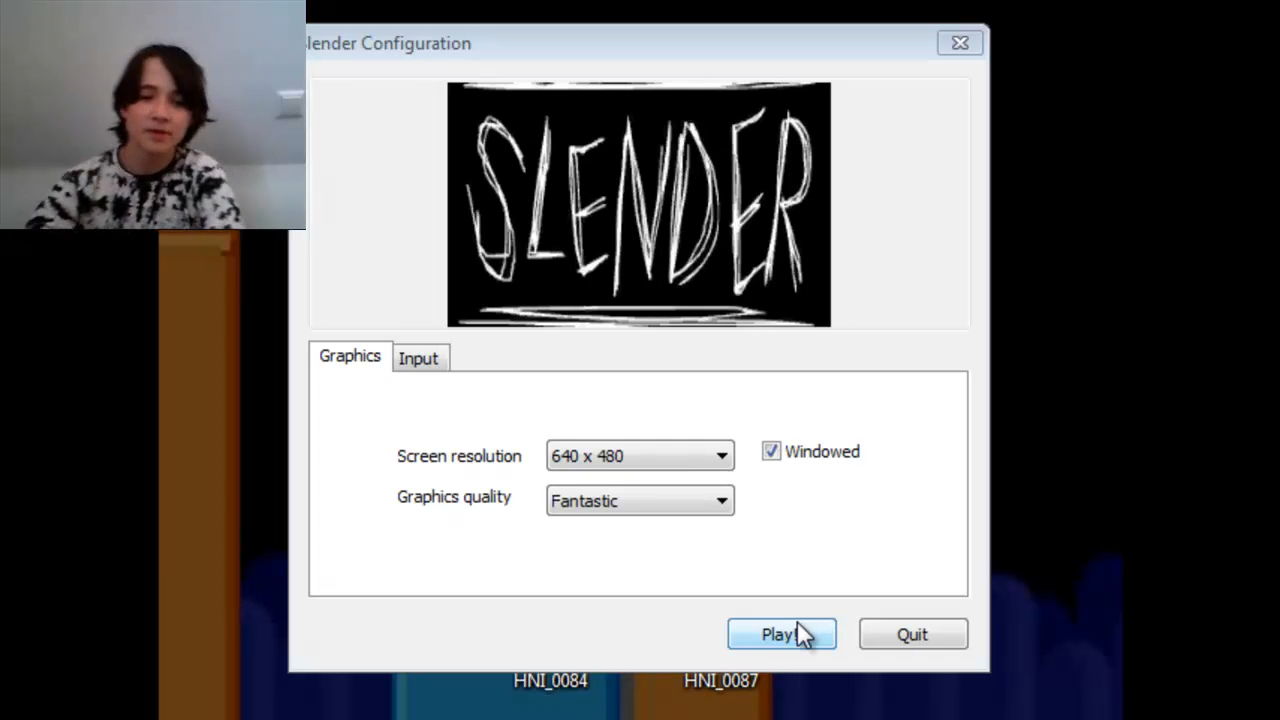 lender Configuration
SLENDER
Graphics
Input
Screen resolution
640 x 480
Windowed
Graphics quality
Fantastic
Play!
Quit
HNI_0084
HNI_0087